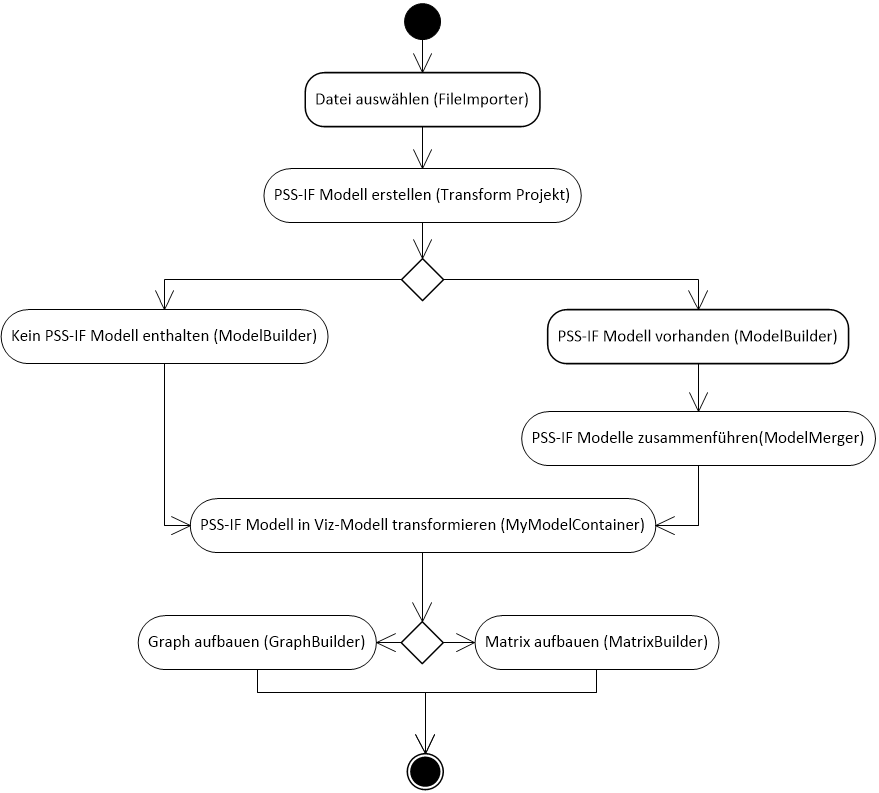 Datei auswählen (FileImporter)
PSS-IF Modell erstellen (Transform Projekt)
Kein PSS-IF Modell enthalten (ModelBuilder)
PSS-IF Modell vorhanden (ModelBuilder)
PSS-IF Modelle zusammenführen(ModelMerger)
PSS-IF Modell in Viz-Modell transformieren (MyModelContainer)
Graph aufbauen (GraphBuilder)
Matrix aufbauen (MatrixBuilder)